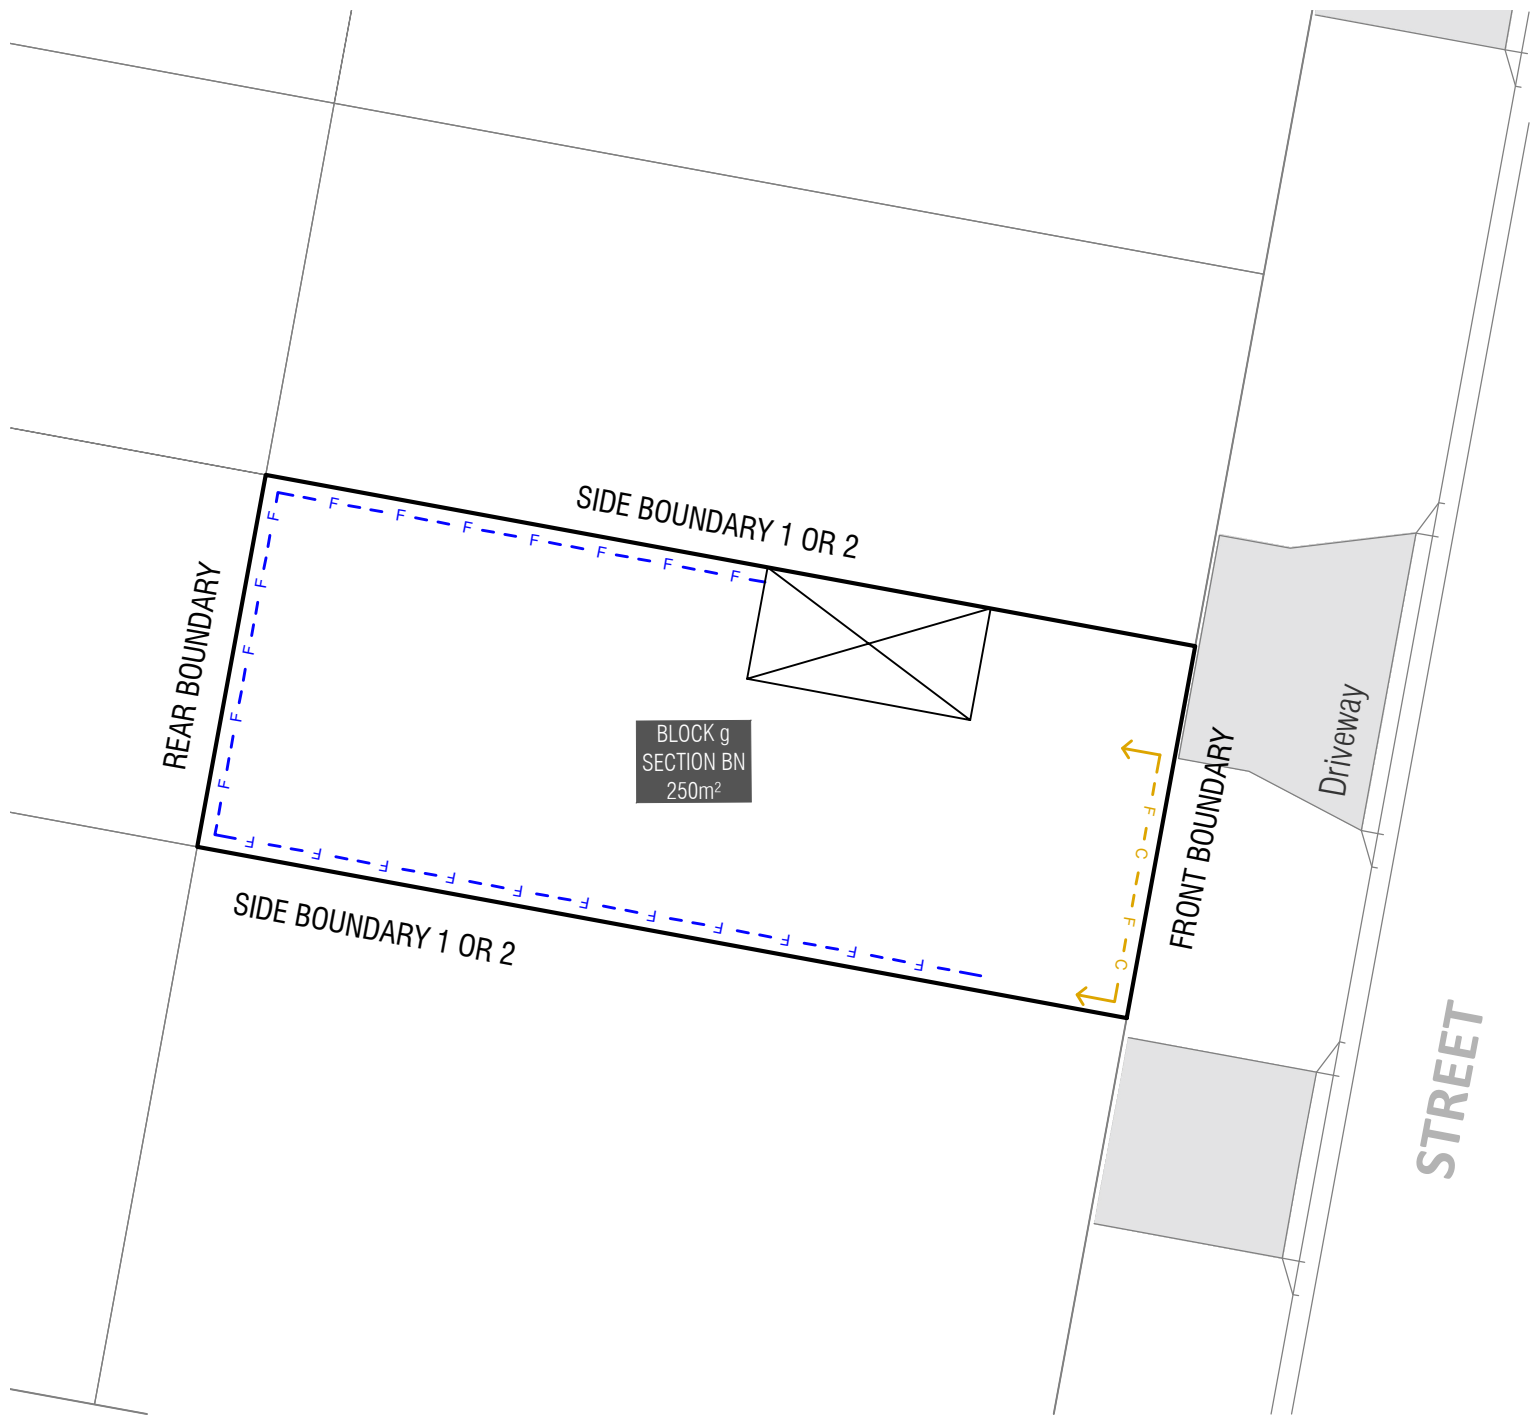 SIDE BOUNDARY 1 OR 2
F F F F F F F
REAR BOUNDARY
F F F F F
BLOCK g
SECTION BN
250m²
Driveway
FRONT BOUNDARY
F C F C
F F F F F F F F F F F
SIDE BOUNDARY 1 OR 2
STREET